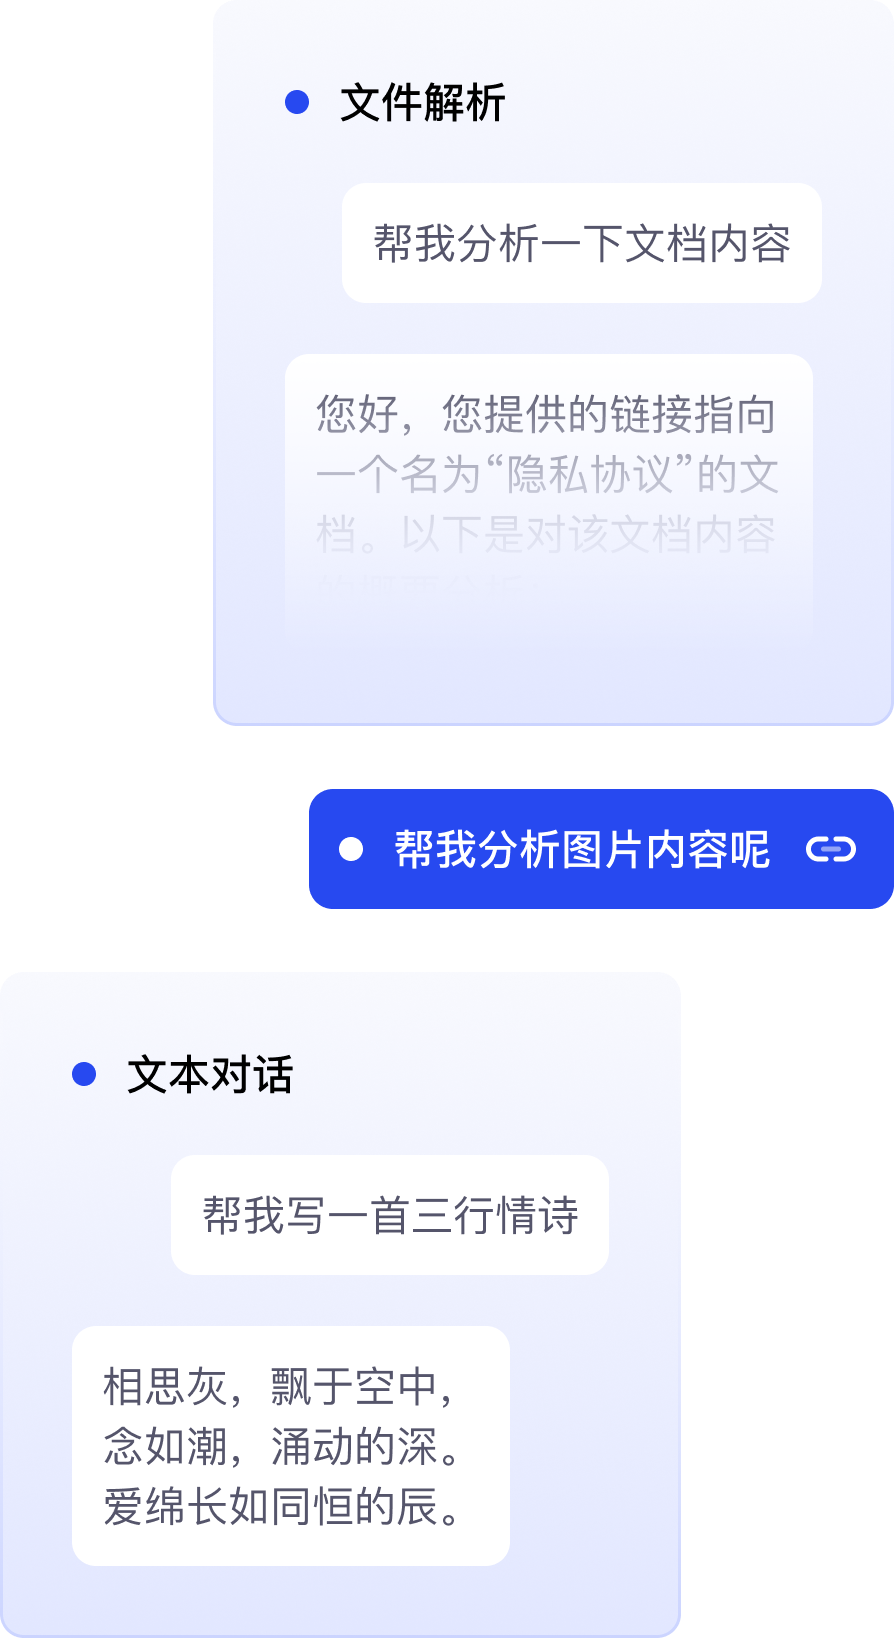 文件解析
帮我分析一下文档内容
您好，您提供的链接指向
一个名为“隐私协议”的文
档。以下是对该文档内容
帮我分析图片内容呢
文本对话
帮我写一首三行情诗
相思灰，飘于空中，
念如潮，涌动的深。
爱绵长如同恒的辰。